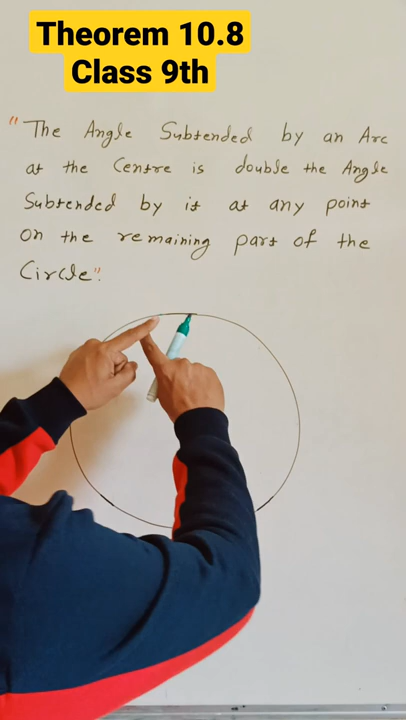 Theorem 10.8
Class 9th
"The Angle Subtended by an Arc
at the Centre is double the Angle
Subtended by it at any point
on the remaining part of the
Circle".